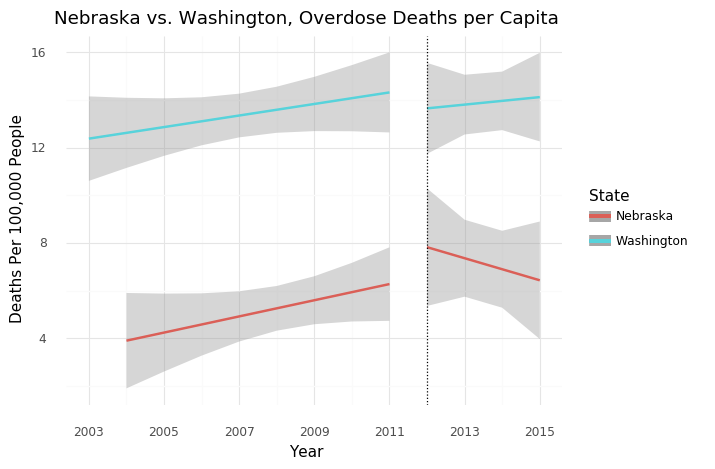 Nebraska vs. Washington, Overdose Deaths per Capita
16
12
8
4
Deaths Per 100,000 People
2003 2005 2007 2009 2011 2013 2015
Year
State
Nebraska
Washington